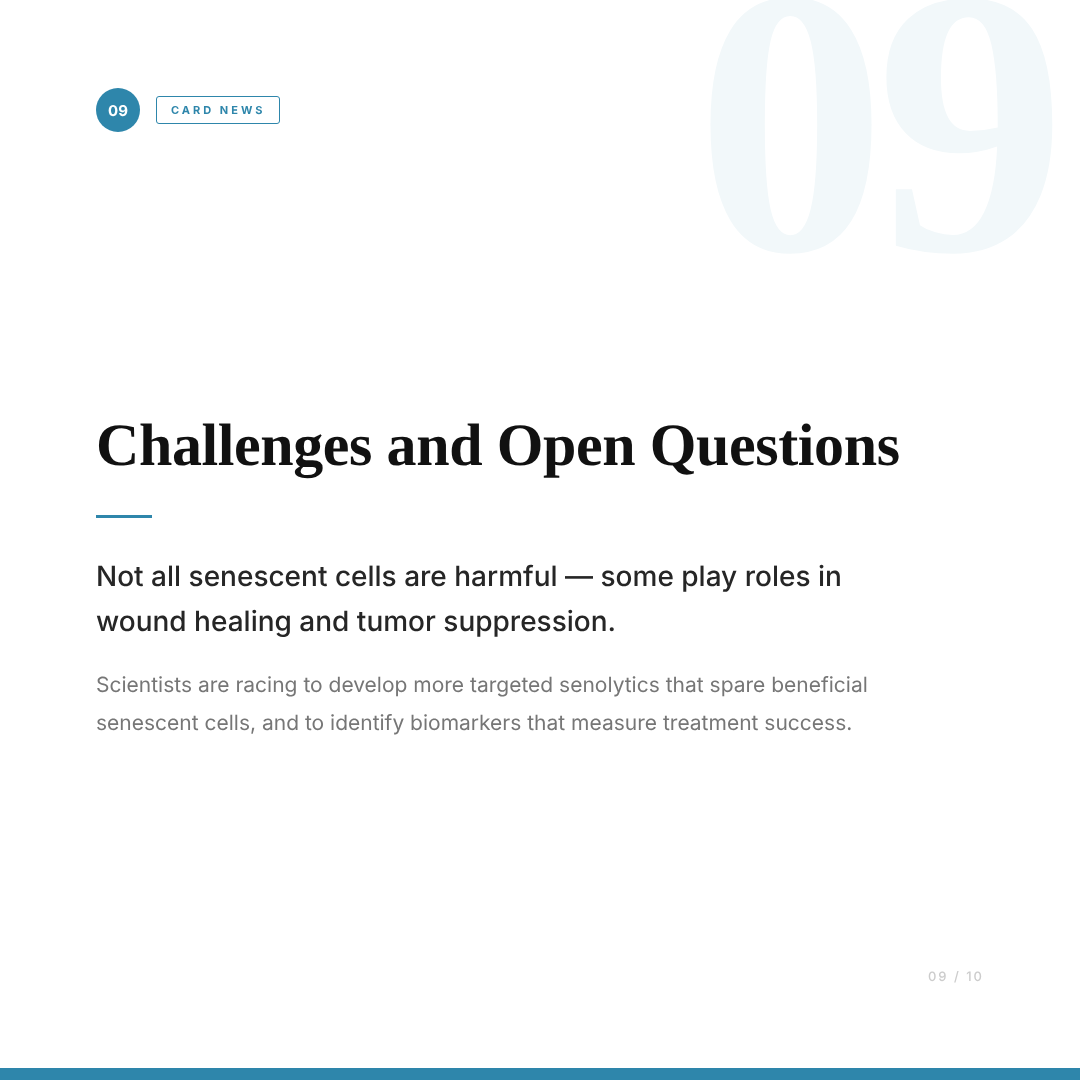 09
09
CARD NEWS
Challenges and Open Questions
Not all senescent cells are harmful — some play roles in
wound healing and tumor suppression.
Scientists are racing to develop more targeted senolytics that spare beneficial
senescent cells, and to identify biomarkers that measure treatment success.
09 / 10